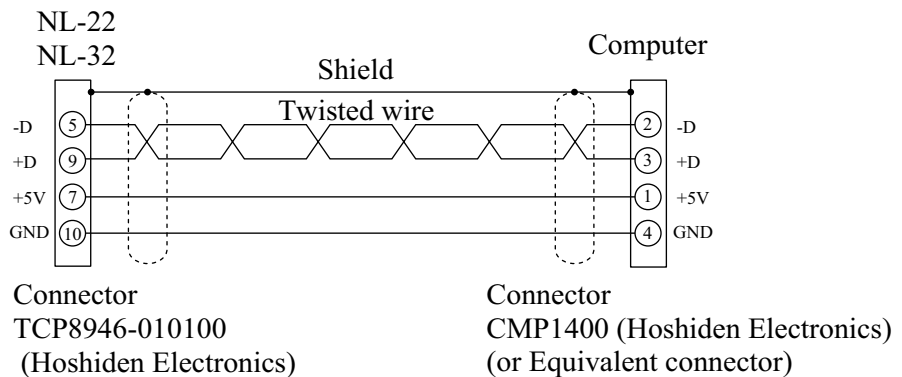 NL-22
NL-32
Computer
Shield
Twisted wire
-D 5 2 -D
+D 9 3 +D
+5V 7 1 +5V
GND 10 4 GND
Connector
TCP8946-010100
(Hoshiden Electronics)
Connector
CMP1400 (Hoshiden Electronics)
(or Equivalent connector)